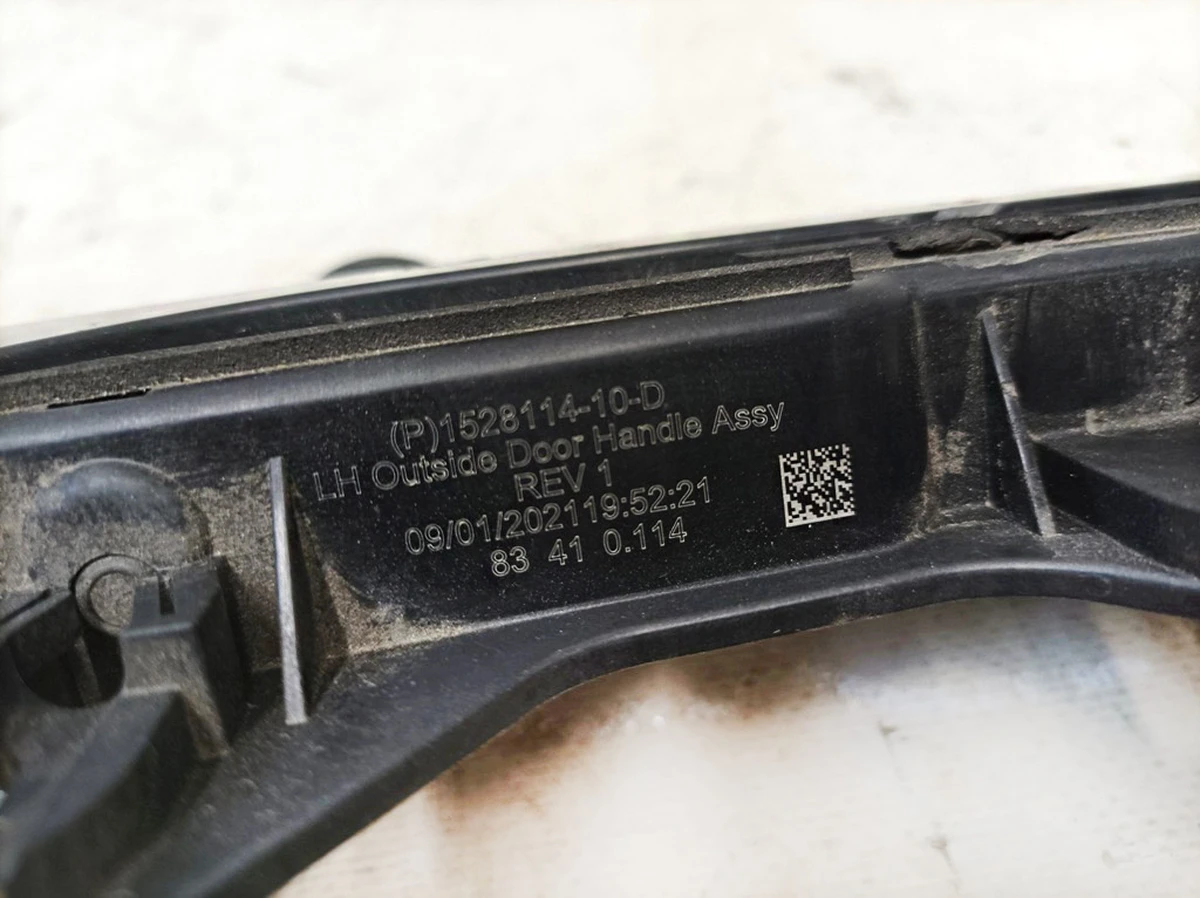 (P)1528114-10-D
LH Outside Door Handle Assy
REV 1
09/01/202119:52:21
83 41 0.114